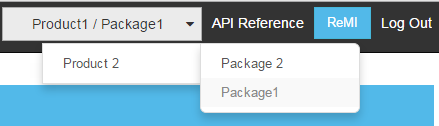 Product1 / Package1 API Reference ReMI Log Out
Product 2 Package 2
Package1